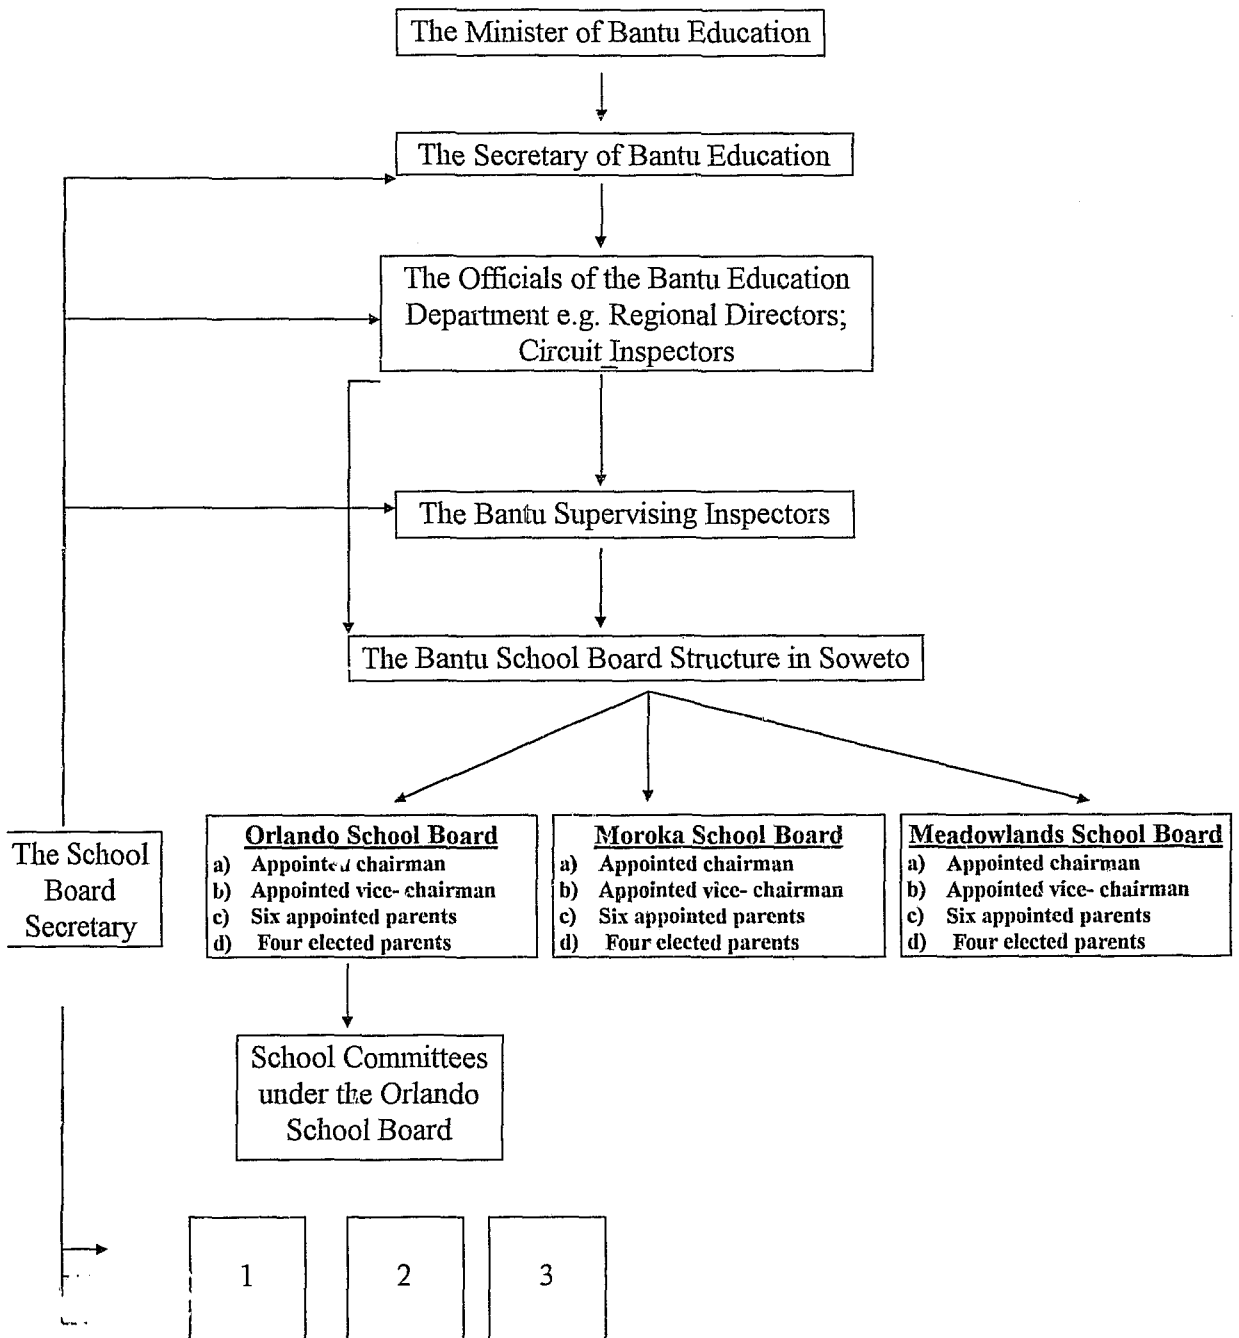 The Minister of Bantu Education
The Secretary of Bantu Education
The Officials of the Bantu Education
Department e.g. Regional Directors;
Circuit Inspectors
The Bantu Supervising Inspectors
The Bantu School Board Structure in Soweto
The School
Board
Secretary
Orlando School Board
a) Appointed chairman
b) Appointed vice- chairman
c) Six appointed parents
d) Four elected parents
Moroka School Board
a) Appointed chairman
b) Appointed vice- chairman
c) Six appointed parents
d) Four elected parents
Meadowlands School Board
a) Appointed chairman
b) Appointed vice- chairman
c) Six appointed parents
d) Four elected parents
School Committees
under the Orlando
School Board
1
2
3